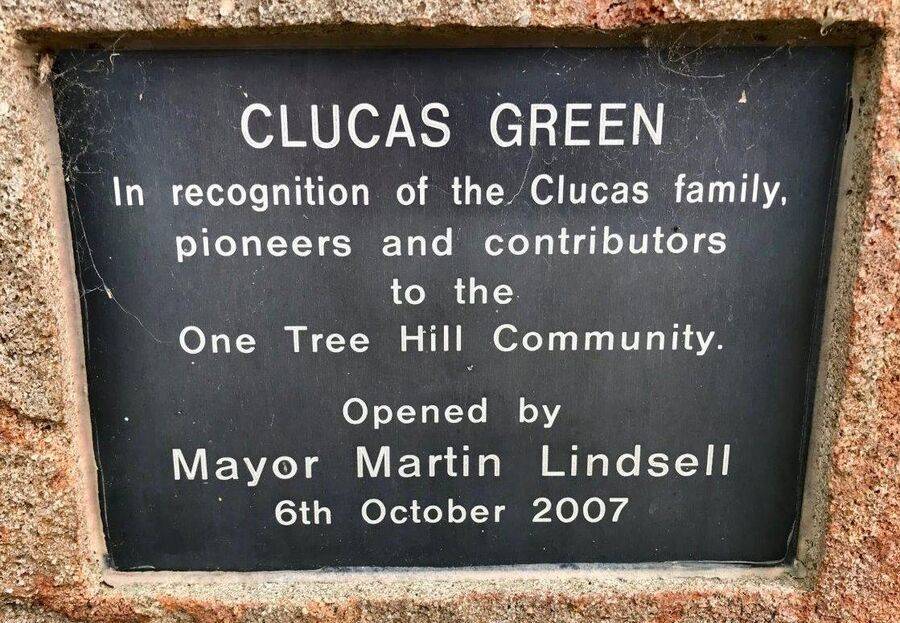 CLUCAS GREEN
In recognition of the Clucas family,
pioneers and contributors
to the
One Tree Hill Community.
Opened by
Mayor Martin Lindsell
6th October 2007